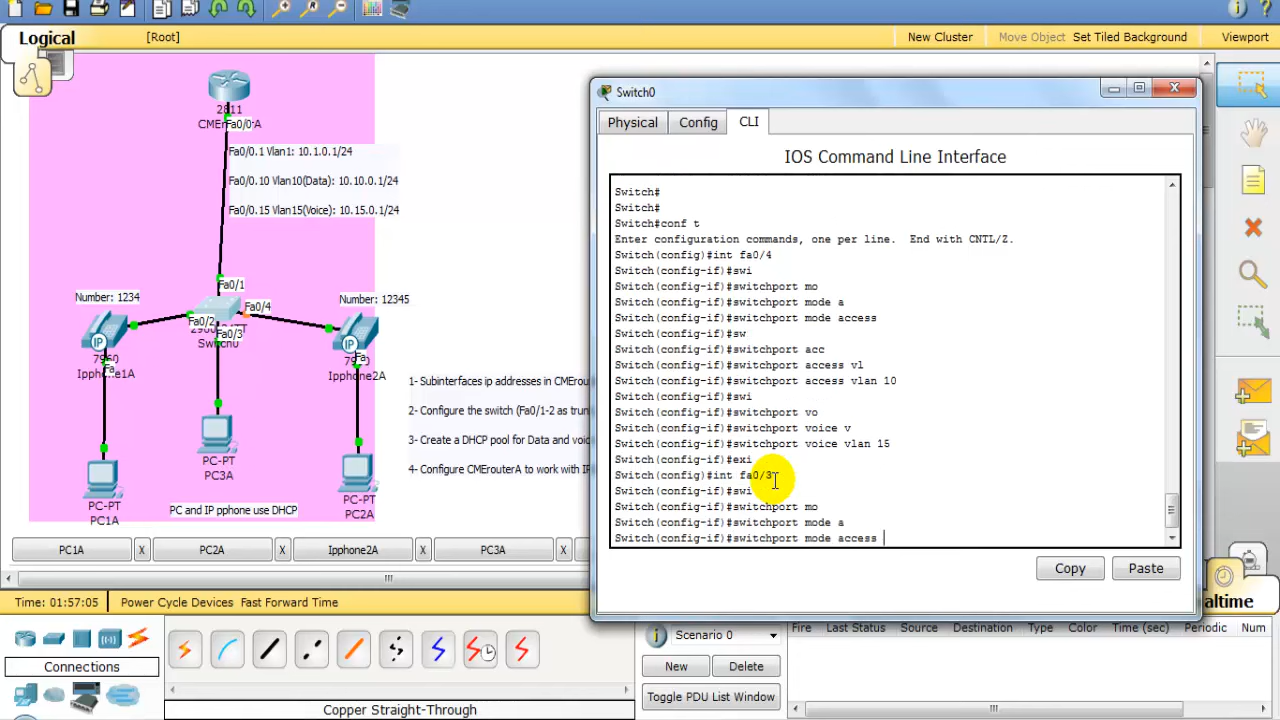 Logical
[Root]
New Cluster
Move Object
Set Tiled Background
Viewport
2811
Fa0/0
Fa0/0.1 Vlan1: 10.1.0.1/24
Fa0/0.10 Vlan10(Data): 10.10.0.1/24
Fa0/0.15 Vlan15(Voice): 10.15.0.1/24
Fa0/1
Number: 1234
Number: 12345
Fa0/4
Fa0/2
Fa0/3
Switch0
7960
Ipphone1A
Ipphone2A
1- Subinterfaces ip addresses in CMErou
2- Configure the switch (Fa0/1-2 as trun
3- Create a DHCP pool for Data and voic
4- Configure CMErouterA to work with IP
PC-PT
PC3A
PC-PT
PC1A
PC-PT
PC2A
PC and IP pphone use DHCP
PC1A
X
PC2A
X
Ipphone2A
X
PC3A
X
Switch0
Physical
Config
CLI
IOS Command Line Interface
Switch#
Switch#
Switch#conf t
Enter configuration commands, one per line.  End with CNTL/Z.
Switch(config)#int fa0/4
Switch(config-if)#swi
Switch(config-if)#switchport mo
Switch(config-if)#switchport mode a
Switch(config-if)#switchport mode access
Switch(config-if)#sw
Switch(config-if)#switchport acc
Switch(config-if)#switchport access vl
Switch(config-if)#switchport access vlan 10
Switch(config-if)#swi
Switch(config-if)#switchport vo
Switch(config-if)#switchport voice v
Switch(config-if)#switchport voice vlan 15
Switch(config-if)#exi
Switch(config)#int fa0/3
Switch(config-if)#swi
Switch(config-if)#switchport mo
Switch(config-if)#switchport mode a
Switch(config-if)#switchport mode access
Copy
Paste
Time: 01:57:05
Power Cycle Devices
Fast Forward Time
altime
Connections
Copper Straight-Through
Scenario 0
New
Delete
Toggle PDU List Window
Fire
Last Status
Source
Destination
Type
Color
Time (sec)
Periodic
Num